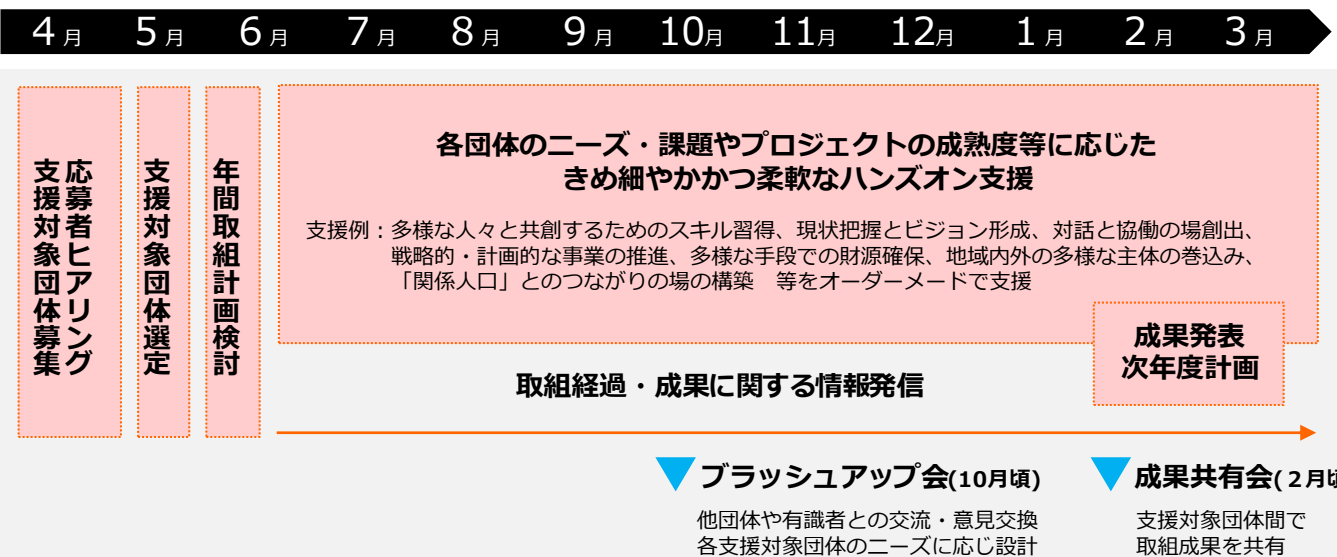 4月 5月 6月 7月 8月 9月 10月 11月 12月 1月 2月 3月
応募者ヒアリング
支援対象団体募集
支援対象団体選定
年間取組計画検討
各団体のニーズ・課題やプロジェクトの成熟度等に応じた
きめ細やかかつ柔軟なハンズオン支援
支援例：多様な人々と共創するためのスキル習得、現状把握とビジョン形成、対話と協働の場創出、
戦略的・計画的な事業の推進、多様な手段での財源確保、地域内外の多様な主体の巻込み、
「関係人口」とのつながりの場の構築　等をオーダーメードで支援
成果発表
次年度計画
取組経過・成果に関する情報発信
ブラッシュアップ会(10月頃)
他団体や有識者との交流・意見交換
各支援対象団体のニーズに応じ設計
成果共有会(２月頃
支援対象団体間で
取組成果を共有